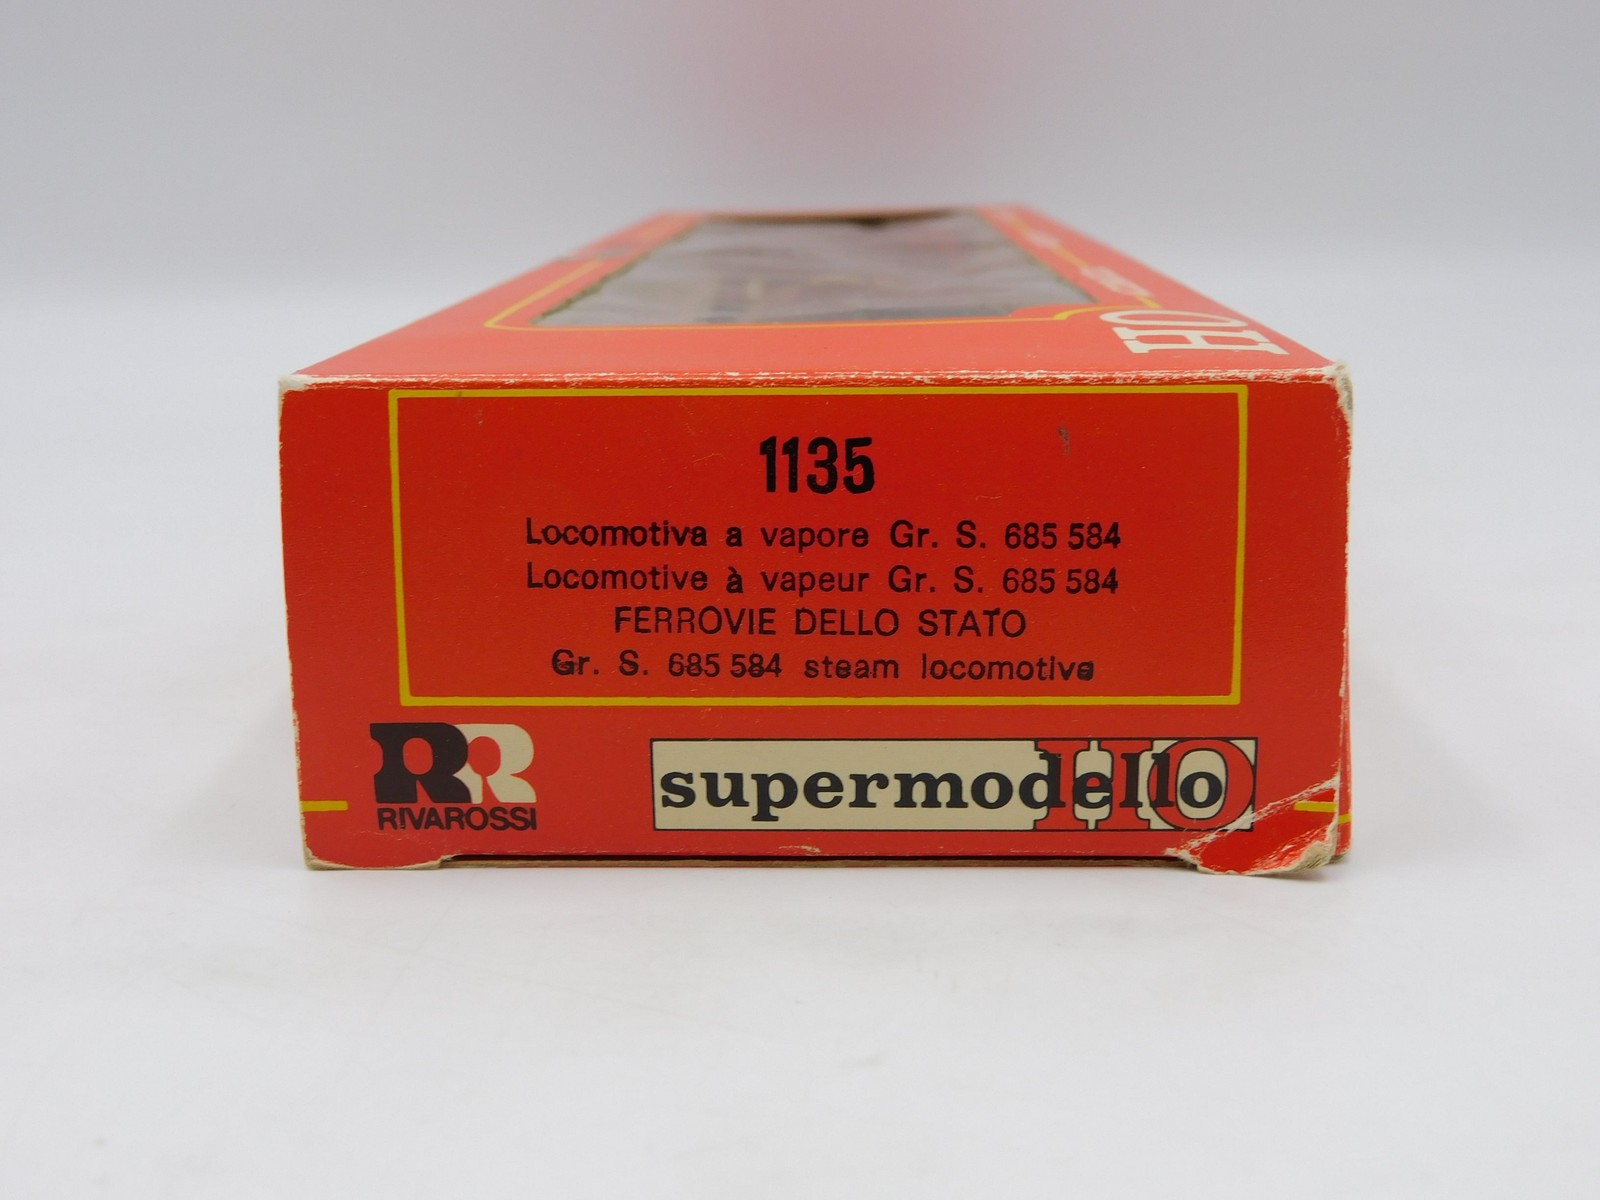 HO
1135
Locomotiva a vapore Gr. S. 685 584
Locomotive à vapeur Gr. S. 685 584
FERROVIE DELLO STATO
Gr. S. 685 584 steam locomotive
RR
RIVAROSSI
supermodello HO